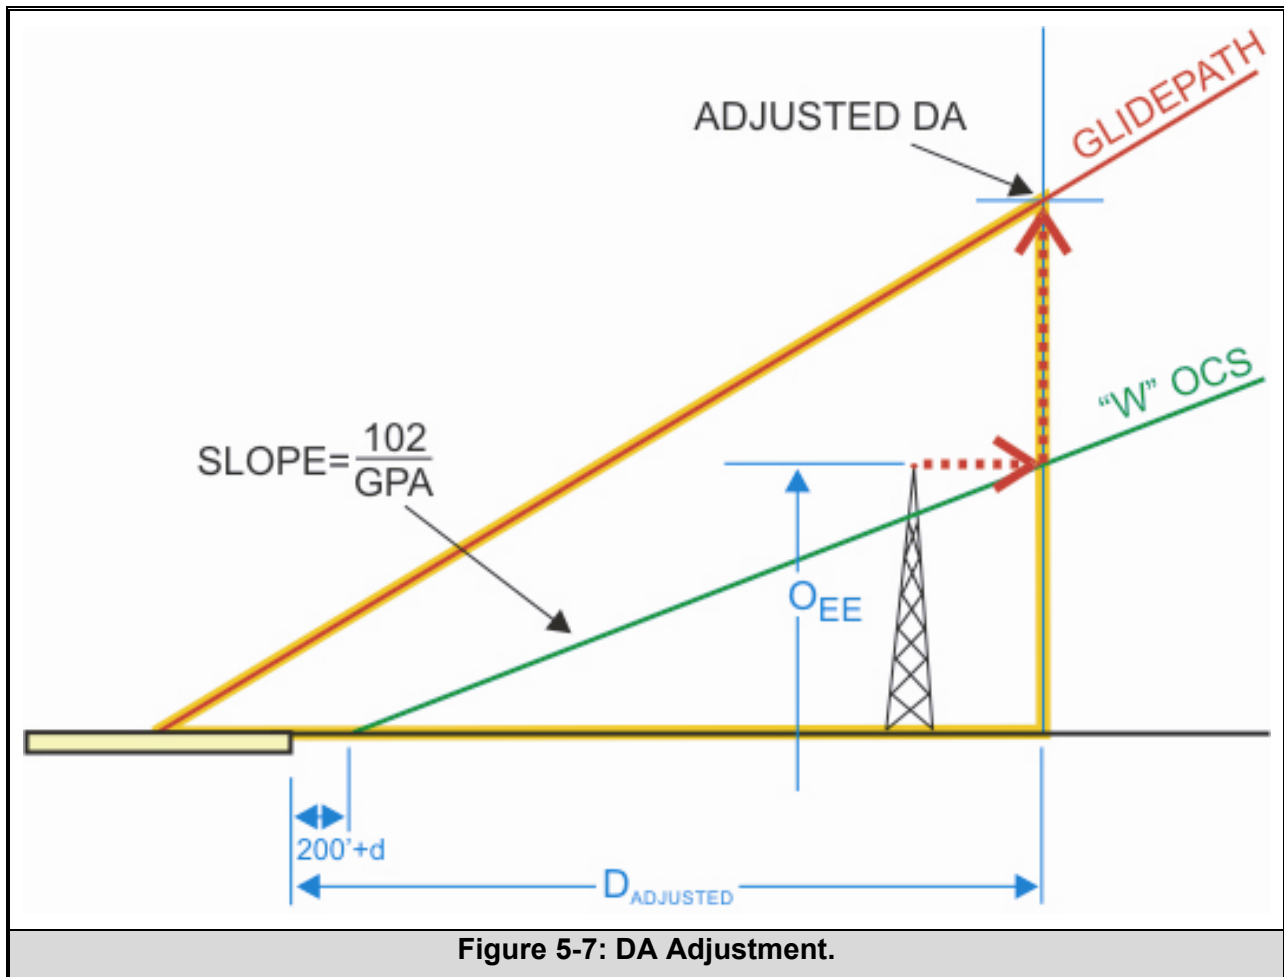 ADJUSTED DA
GLIDEPATH
"W" OCS
SLOPE=102/GPA
OEE
200'+d
DADJUSTED
Figure 5-7: DA Adjustment.